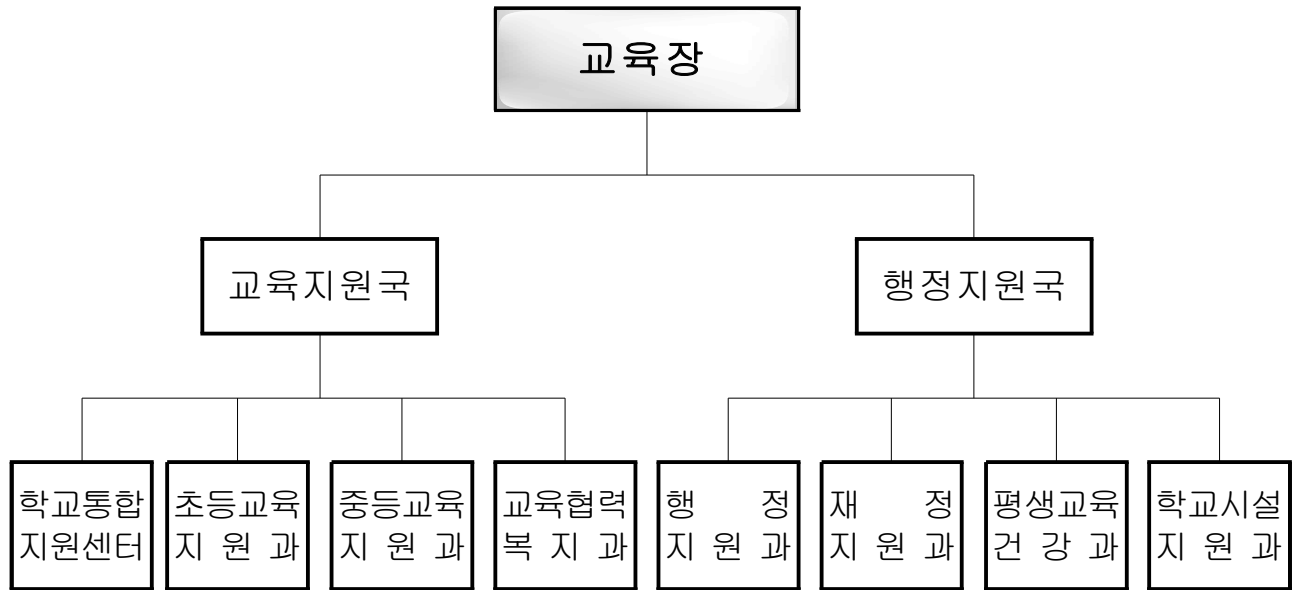 교육장
교육지원국
행정지원국
학교통합
지원센터
초등교육
지 원 과
중등교육
지 원 과
교육협력
복 지 과
행 정
지 원 과
재 정
지 원 과
평생교육
건 강 과
학교시설
지 원 과